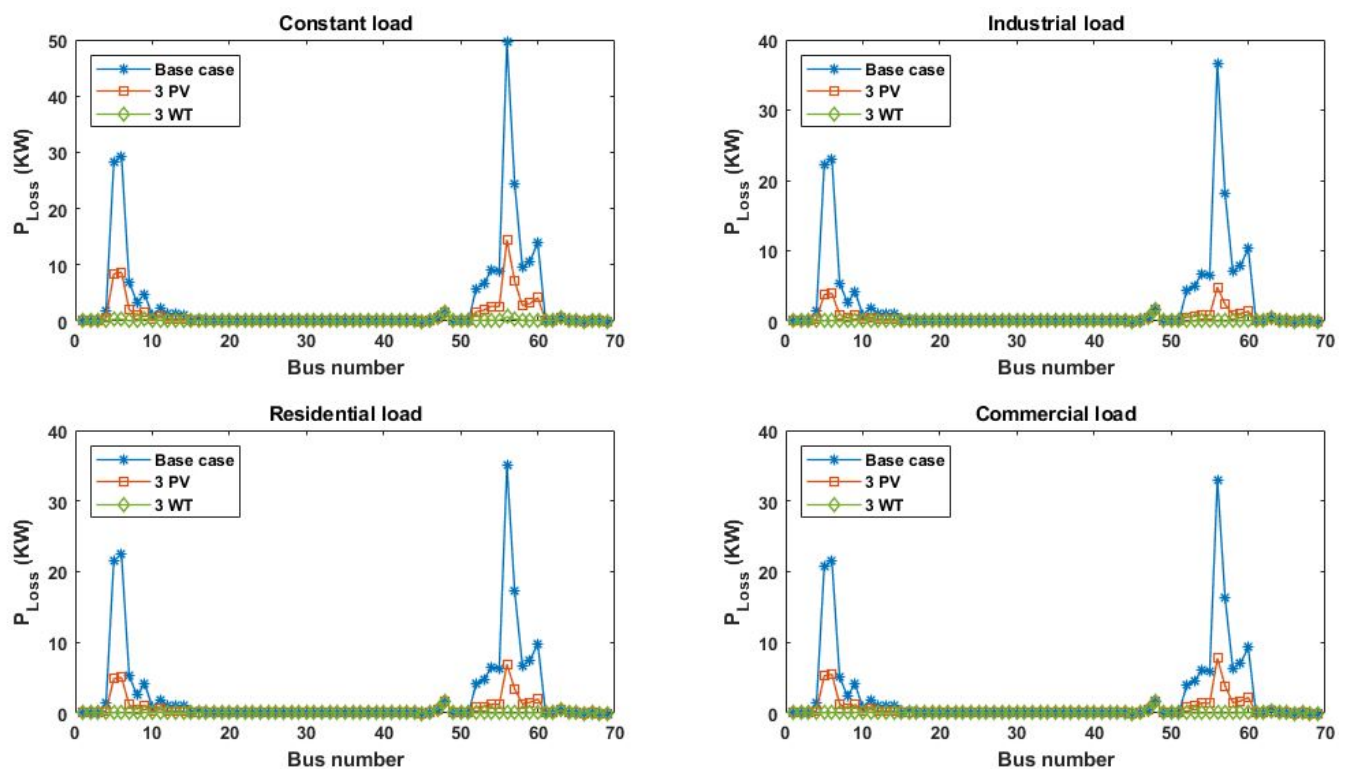 Constant load
50
40
30
20
10
0
P_Loss (KW)
Base case
3 PV
3 WT
0 10 20 30 40 50 60 70
Bus number
Industrial load
40
30
20
10
0
P_Loss (KW)
Base case
3 PV
3 WT
0 10 20 30 40 50 60 70
Bus number
Residential load
40
30
20
10
0
P_Loss (KW)
Base case
3 PV
3 WT
0 10 20 30 40 50 60 70
Bus number
Commercial load
40
30
20
10
0
P_Loss (KW)
Base case
3 PV
3 WT
0 10 20 30 40 50 60 70
Bus number